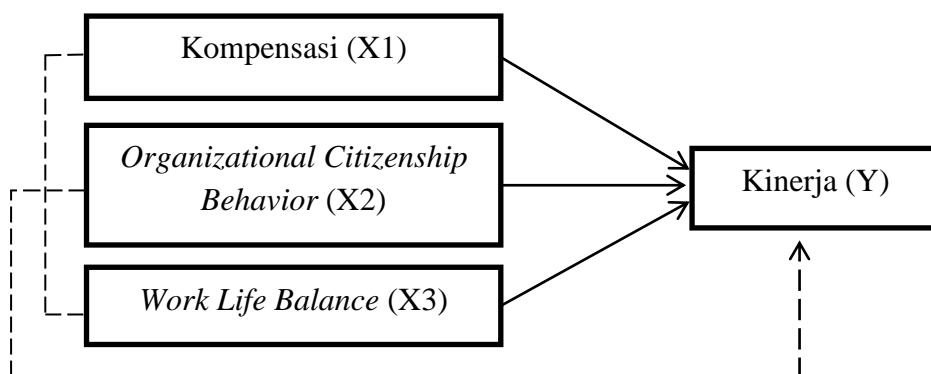 Kompensasi (X1)
Organizational Citizenship
Behavior (X2)
Kinerja (Y)
Work Life Balance (X3)